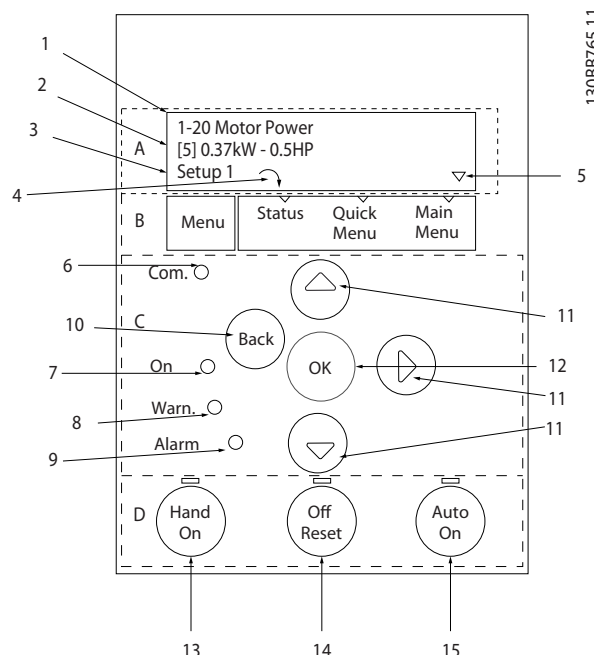 130BB765.11
1
2
3
A
1-20 Motor Power
[5] 0.37kW - 0.5HP
Setup 1
4
5
B
Menu
Status
Quick
Menu
Main
Menu
6
Com.
10
C
Back
11
7
On
OK
12
11
8
Warn.
11
9
Alarm
D
Hand
On
Off
Reset
Auto
On
13
14
15